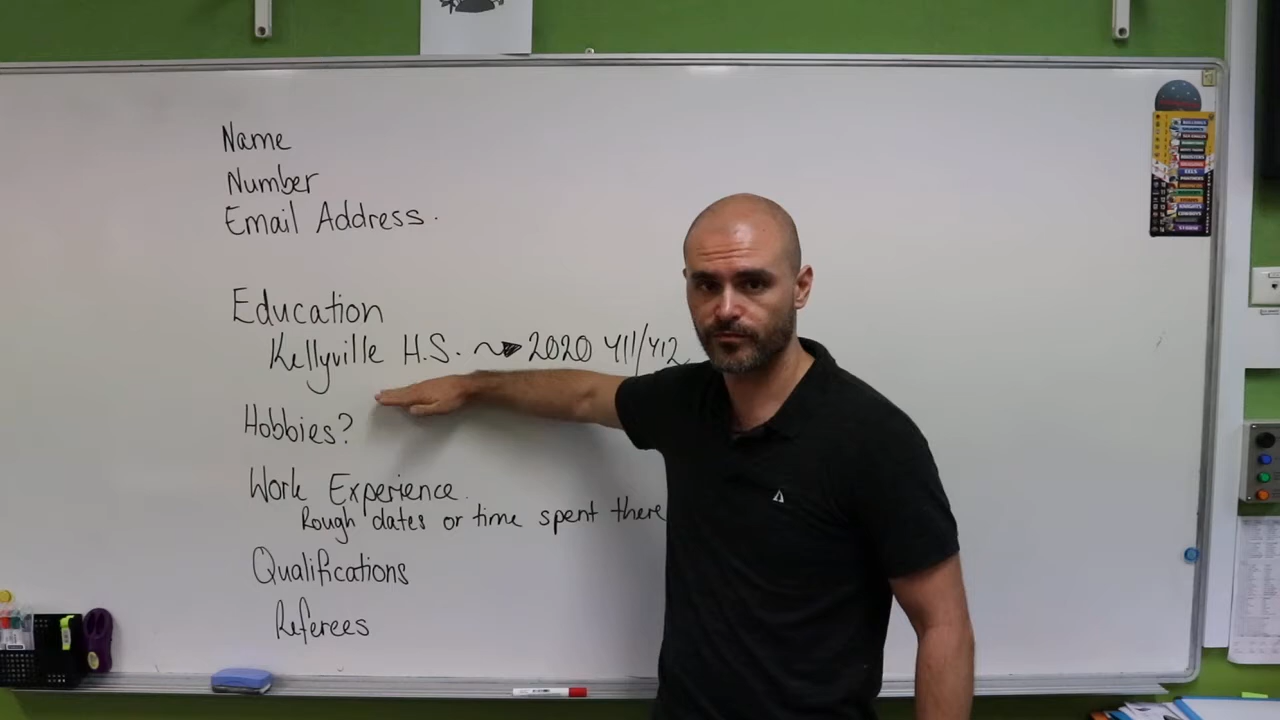 Name
Number
Email Address.
Education
Kellyville H.S. → 2020 Y11/Y12
Hobbies?
Work Experience.
Rough dates or time spent there
Qualifications
Referees